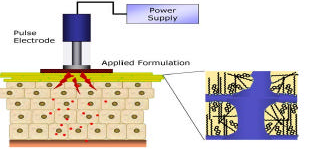 Power
Supply
Pulse
Electrode
Applied Formulation